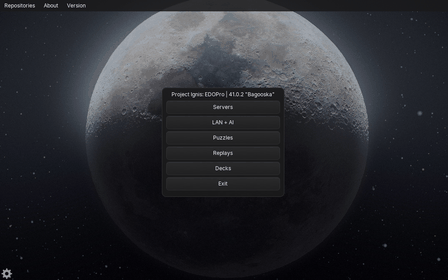 Repositories About Version
Project Ignis: EDOPro | 41.0.2 "Bagooska"
Servers
LAN + AI
Puzzles
Replays
Decks
Exit